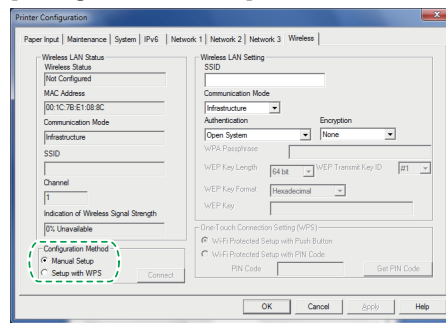 Printer Configuration
Paper Input Maintenance System IPv6 Network 1 Network 2 Network 3 Wireless
Wireless LAN Status
Wireless Status
Not Configured
MAC Address
00:1C:7B:E1:08:8C
Communication Mode
Infrastructure
SSID
Channel
1
Indication of Wireless Signal Strength
0% Unavailable
Configuration Method
Manual Setup
Setup with WPS
Connect
Wireless LAN Setting
SSID
Communication Mode
Infrastructure
Authentication Encryption
Open System None
WPA Passphrase
WEP Key Length 64 bit WEP Transmit Key ID #1
WEP Key Format Hexadecimal
WEP Key
One-Touch Connection Setting (WPS)
Wi-Fi Protected Setup with Push Button
Wi-Fi Protected Setup with PIN Code
PIN Code Get PIN Code
OK Cancel Apply Help